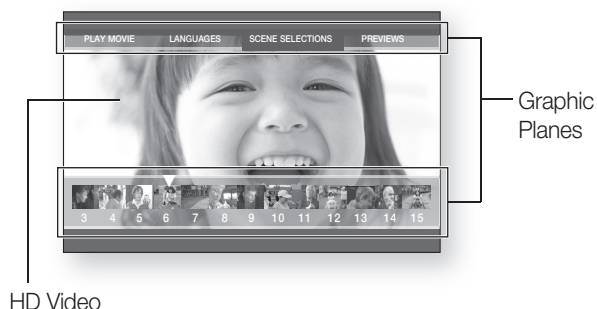 PLAY MOVIE LANGUAGES SCENE SELECTIONS PREVIEWS
Graphic
Planes
3 4 5 6 7 8 9 10 11 12 13 14 15
HD Video